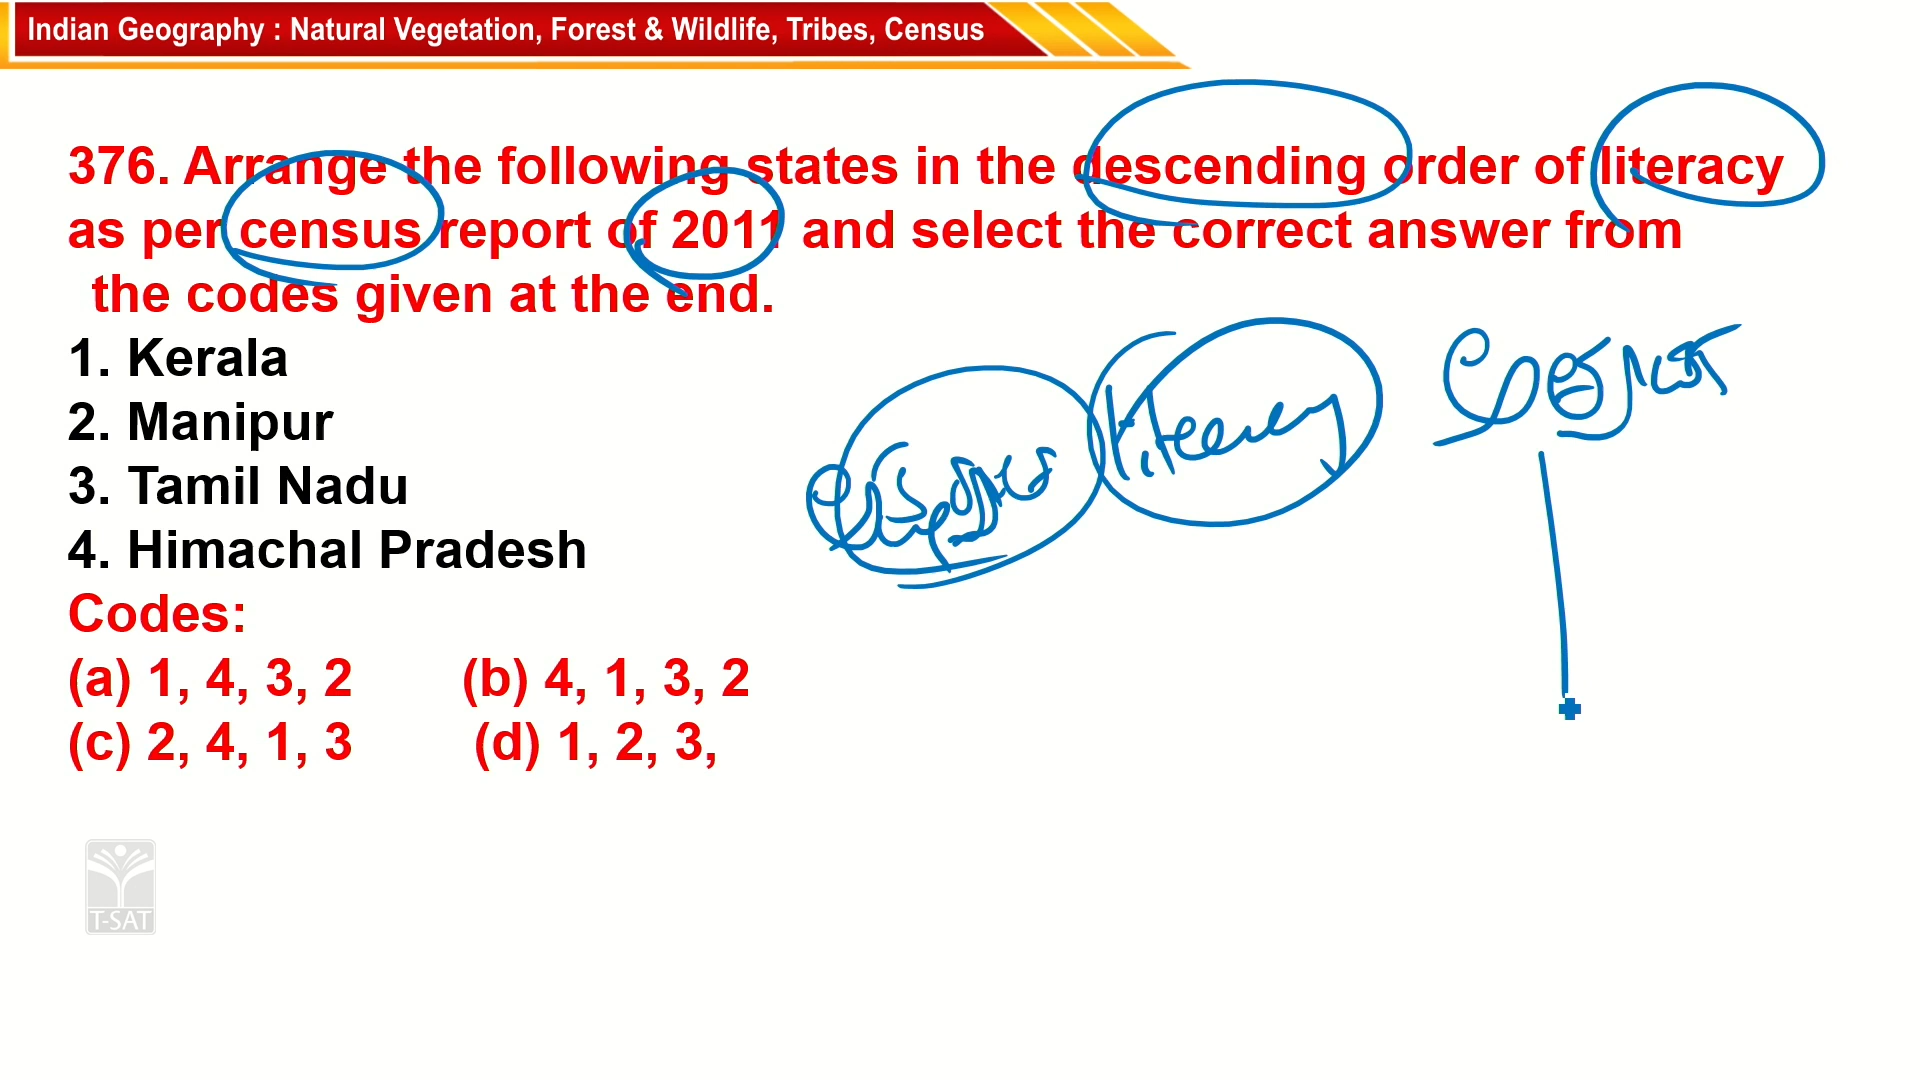 Indian Geography : Natural Vegetation, Forest & Wildlife, Tribes, Census
376. Arrange the following states in the descending order of literacy
as per census report of 2011 and select the correct answer from
the codes given at the end.
1. Kerala
2. Manipur
3. Tamil Nadu
4. Himachal Pradesh
Codes:
(a) 1, 4, 3, 2 (b) 4, 1, 3, 2
(c) 2, 4, 1, 3 (d) 1, 2, 3,
T-SAT